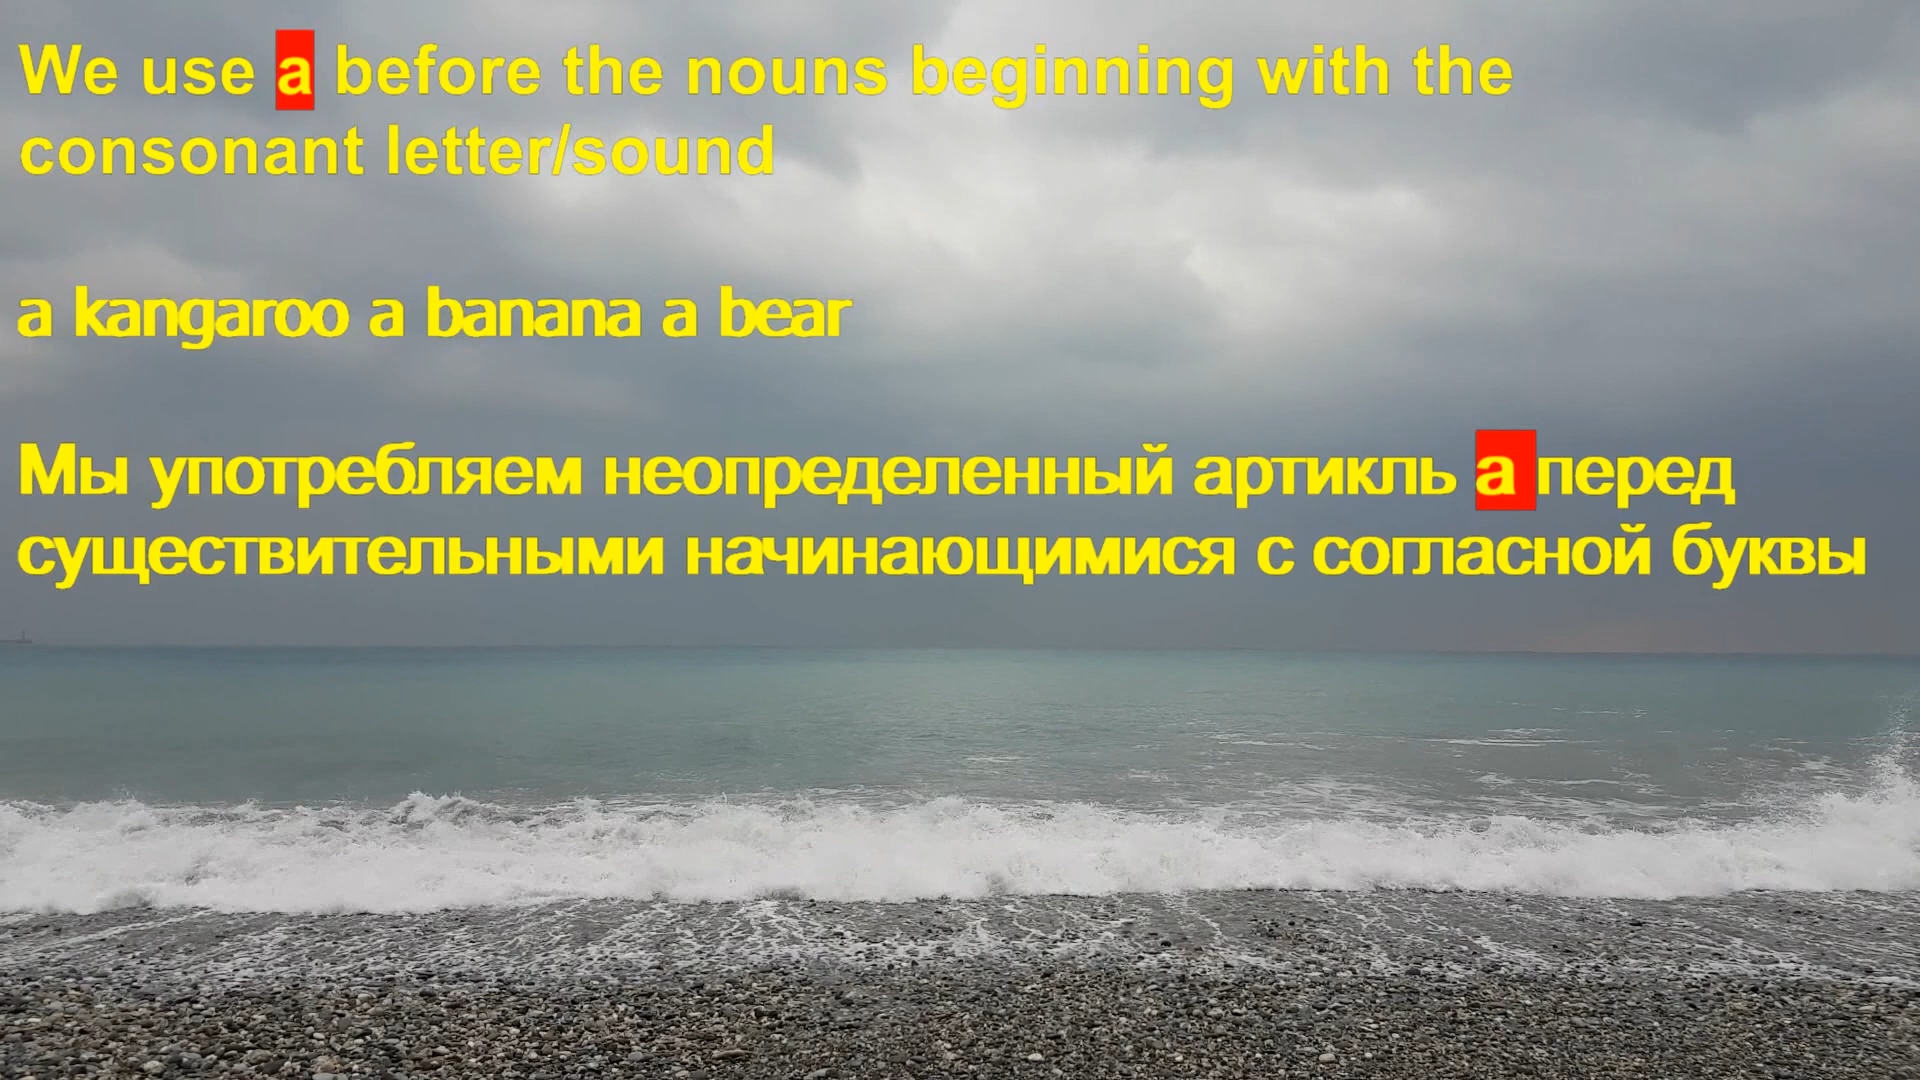 We use a before the nouns beginning with the
consonant letter/sound
a kangaroo a banana a bear
Мы употребляем неопределенный артикль a перед
существительными начинающимися с согласной буквы